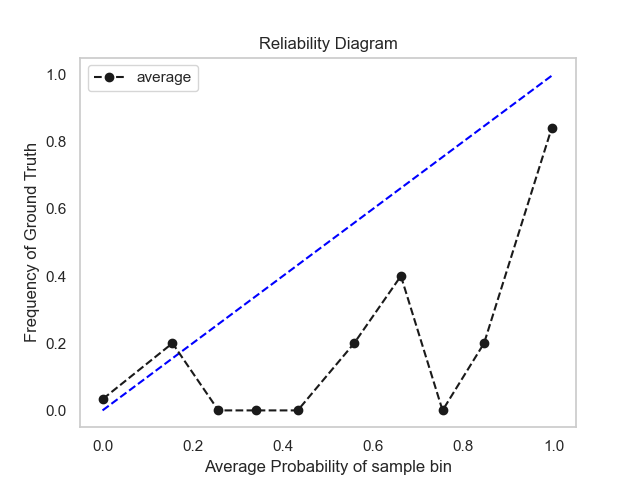 Reliability Diagram
average
1.0
0.8
0.6
0.4
0.2
0.0
Frequency of Ground Truth
0.0 0.2 0.4 0.6 0.8 1.0
Average Probability of sample bin